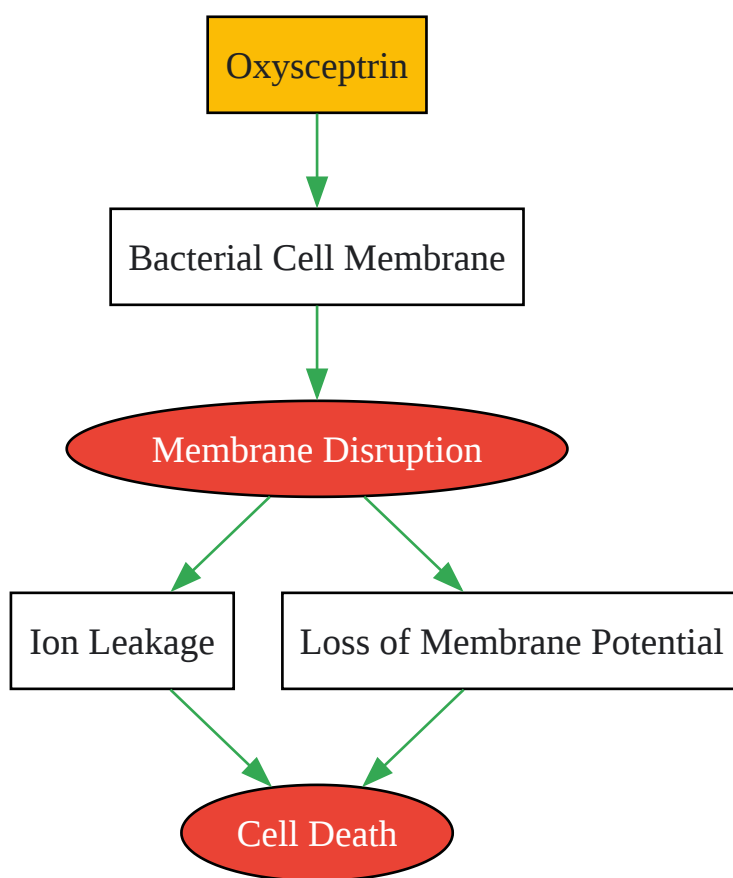 Oxysceptrin
Bacterial Cell Membrane
Membrane Disruption
Ion Leakage
Loss of Membrane Potential
Cell Death